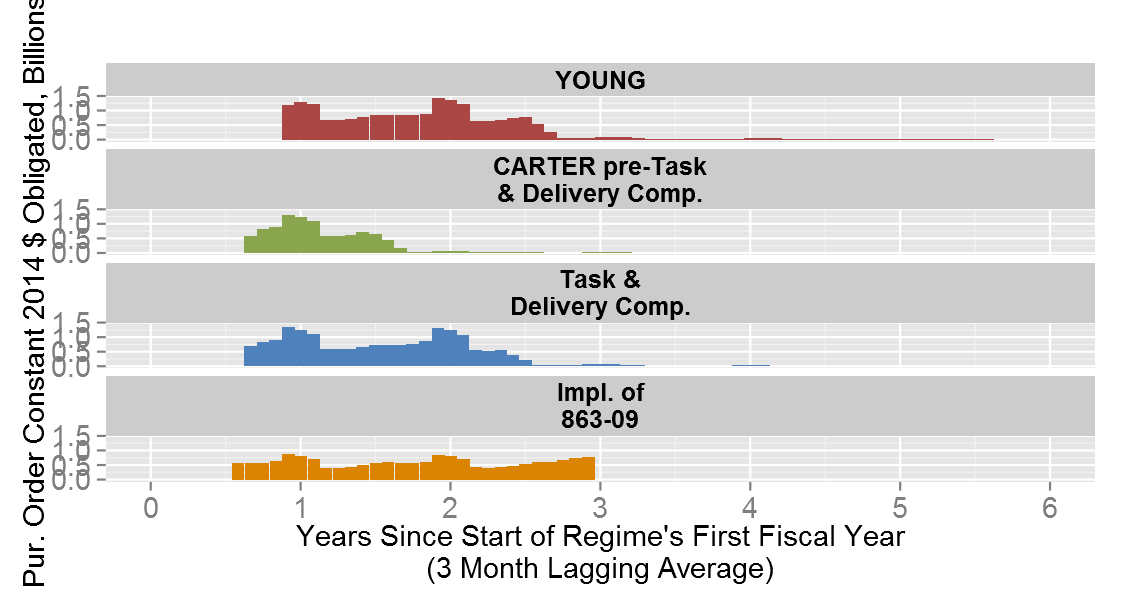 Pur. Order Constant 2014 $ Obligated, Billions
YOUNG
1.5
1.0
0.5
0.0
CARTER pre-Task
& Delivery Comp.
1.5
1.0
0.5
0.0
Task &
Delivery Comp.
1.5
1.0
0.5
0.0
Impl. of
863-09
1.5
1.0
0.5
0.0
0 1 2 3 4 5 6
Years Since Start of Regime's First Fiscal Year
(3 Month Lagging Average)